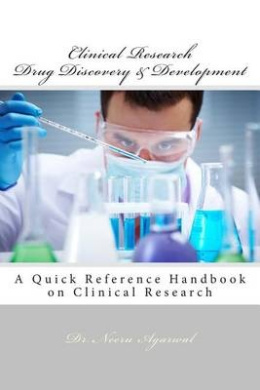 Clinical Research
Drug Discovery & Development
A Quick Reference Handbook
on Clinical Research
Dr. Neeru Agarwal